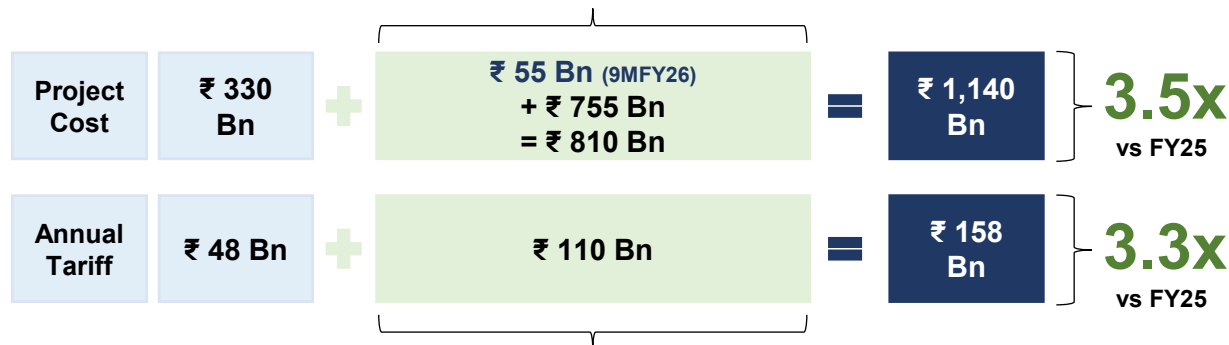 Project
Cost
₹ 330
Bn
₹ 55 Bn (9MFY26)
+ ₹ 755 Bn
= ₹ 810 Bn
₹ 1,140
Bn
3.5x
vs FY25
Annual
Tariff
₹ 48 Bn
₹ 110 Bn
₹ 158
Bn
3.3x
vs FY25